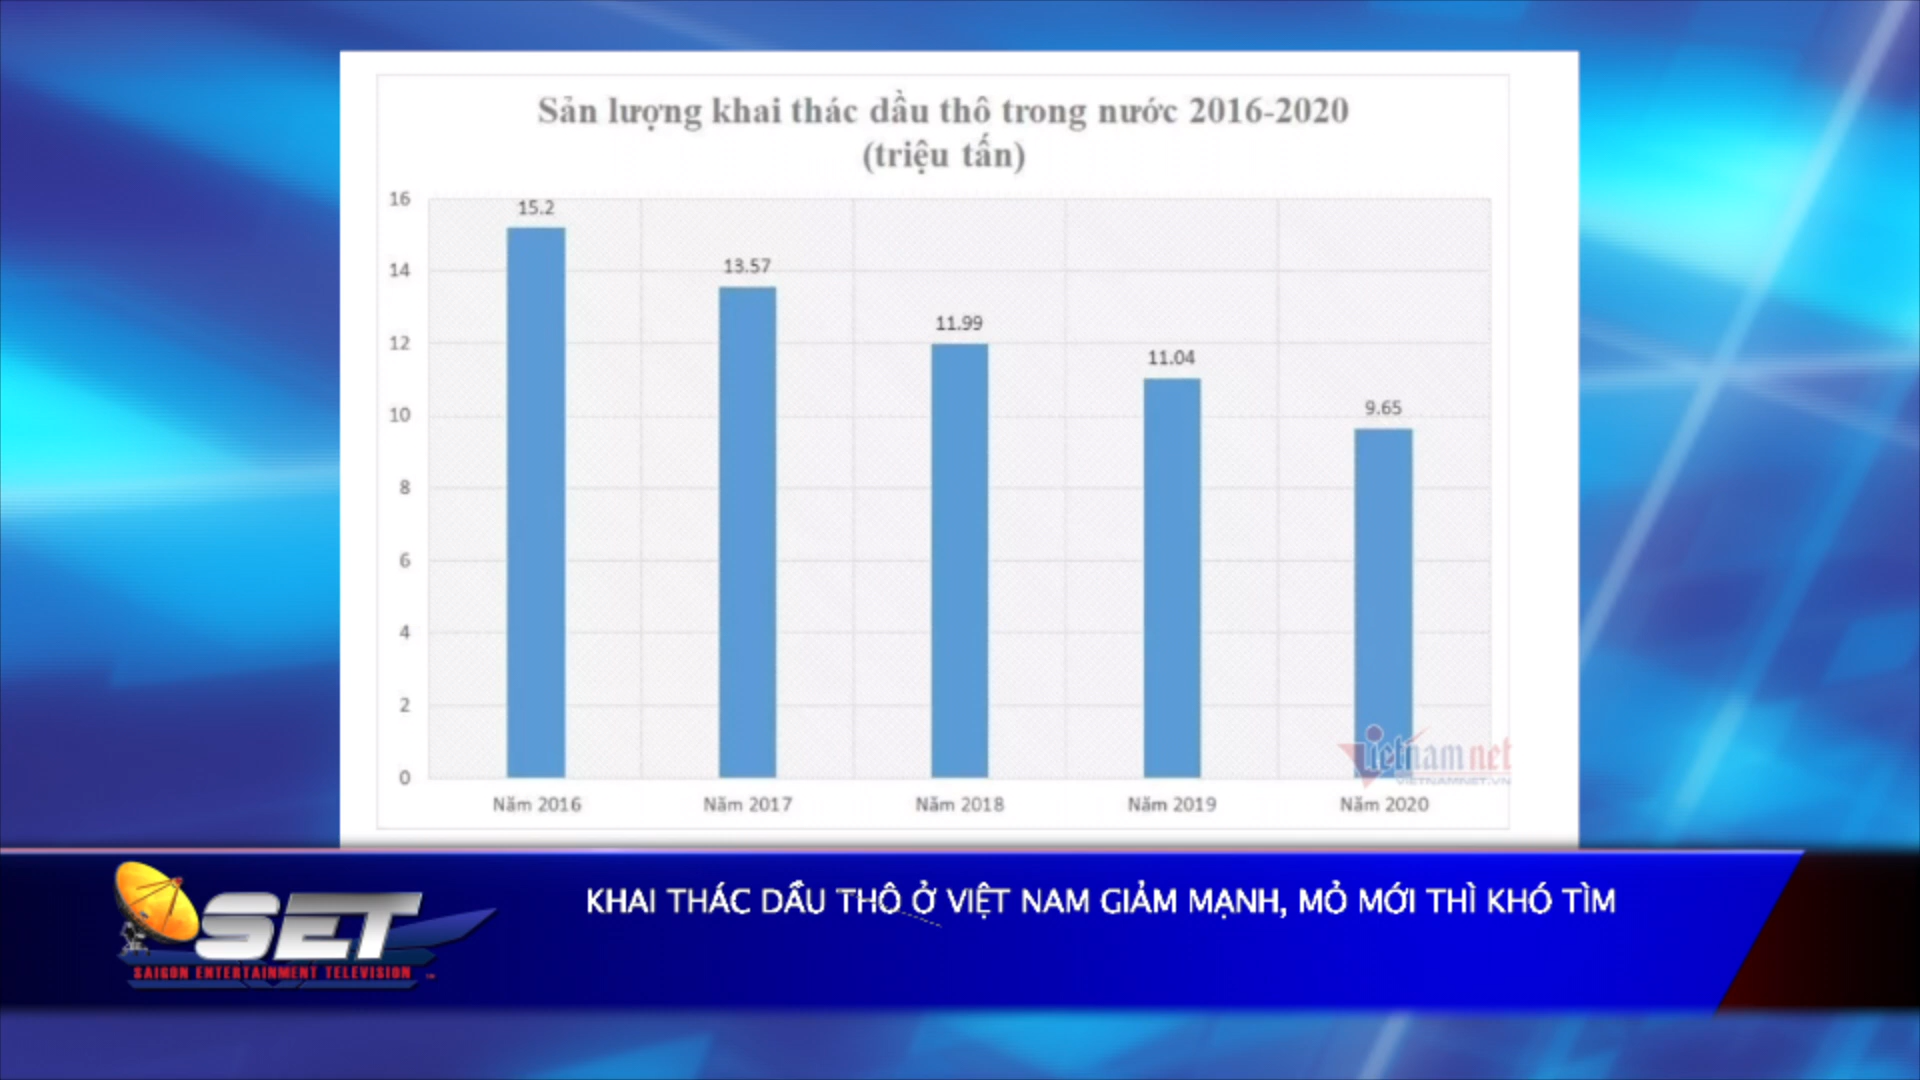 Sản lượng khai thác dầu thô trong nước 2016-2020
(triệu tấn)
16
14
12
10
8
6
4
2
0
15.2
13.57
11.99
11.04
9.65
Năm 2016
Năm 2017
Năm 2018
Năm 2019
Năm 2020
Vietnamnet
VIETNAMNET.VN
SET
SAIGON ENTERTAINMENT TELEVISION
KHAI THÁC DẦU THÔ Ở VIỆT NAM GIẢM MẠNH, MỎ MỚI THÌ KHÓ TÌM